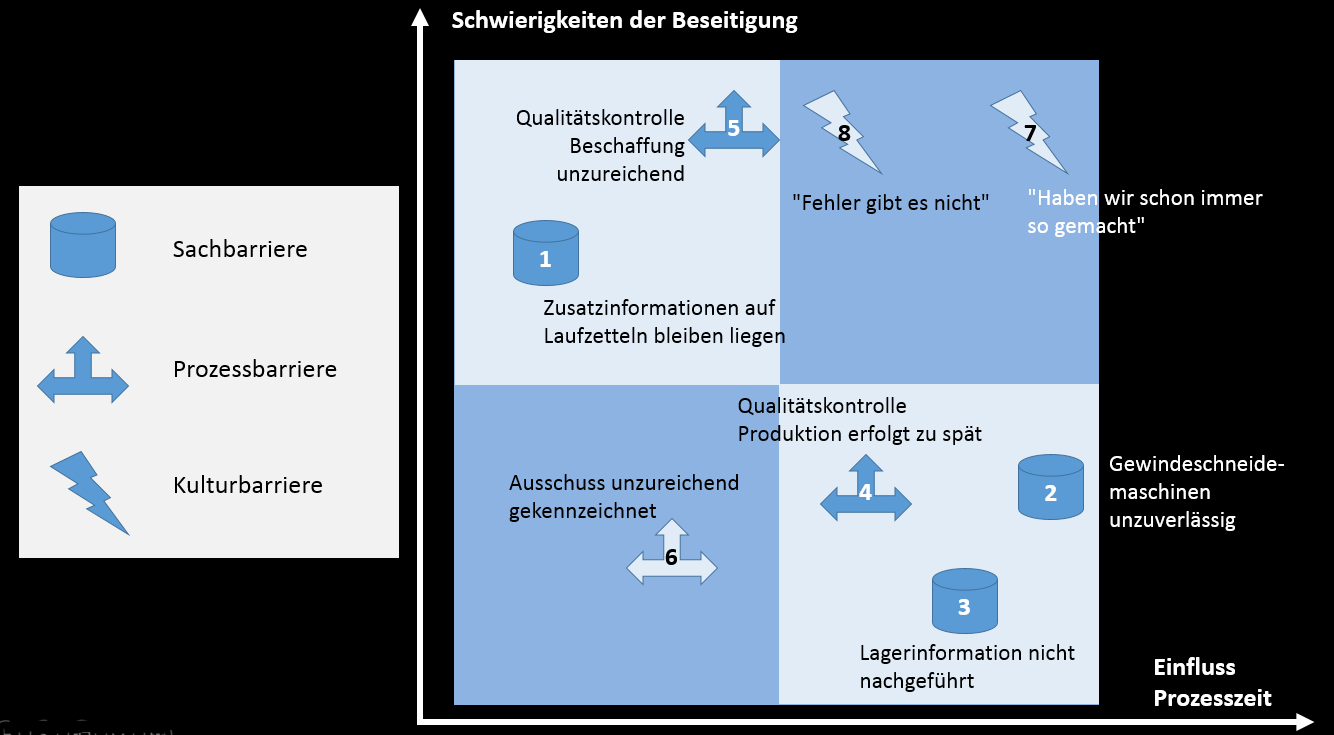 Schwierigkeiten der Beseitigung
Qualitätskontrolle
Beschaffung
unzureichend
5
8
7
"Fehler gibt es nicht"
"Haben wir schon immer
so gemacht"
1
Zusatzinformationen auf
Laufzetteln bleiben liegen
Sachbarriere
Prozessbarriere
Kulturbarriere
Qualitätskontrolle
Produktion erfolgt zu spät
4
2
Gewindeschneide-
maschinen
unzuverlässig
Ausschuss unzureichend
gekennzeichnet
6
3
Lagerinformation nicht
nachgeführt
Einfluss
Prozesszeit